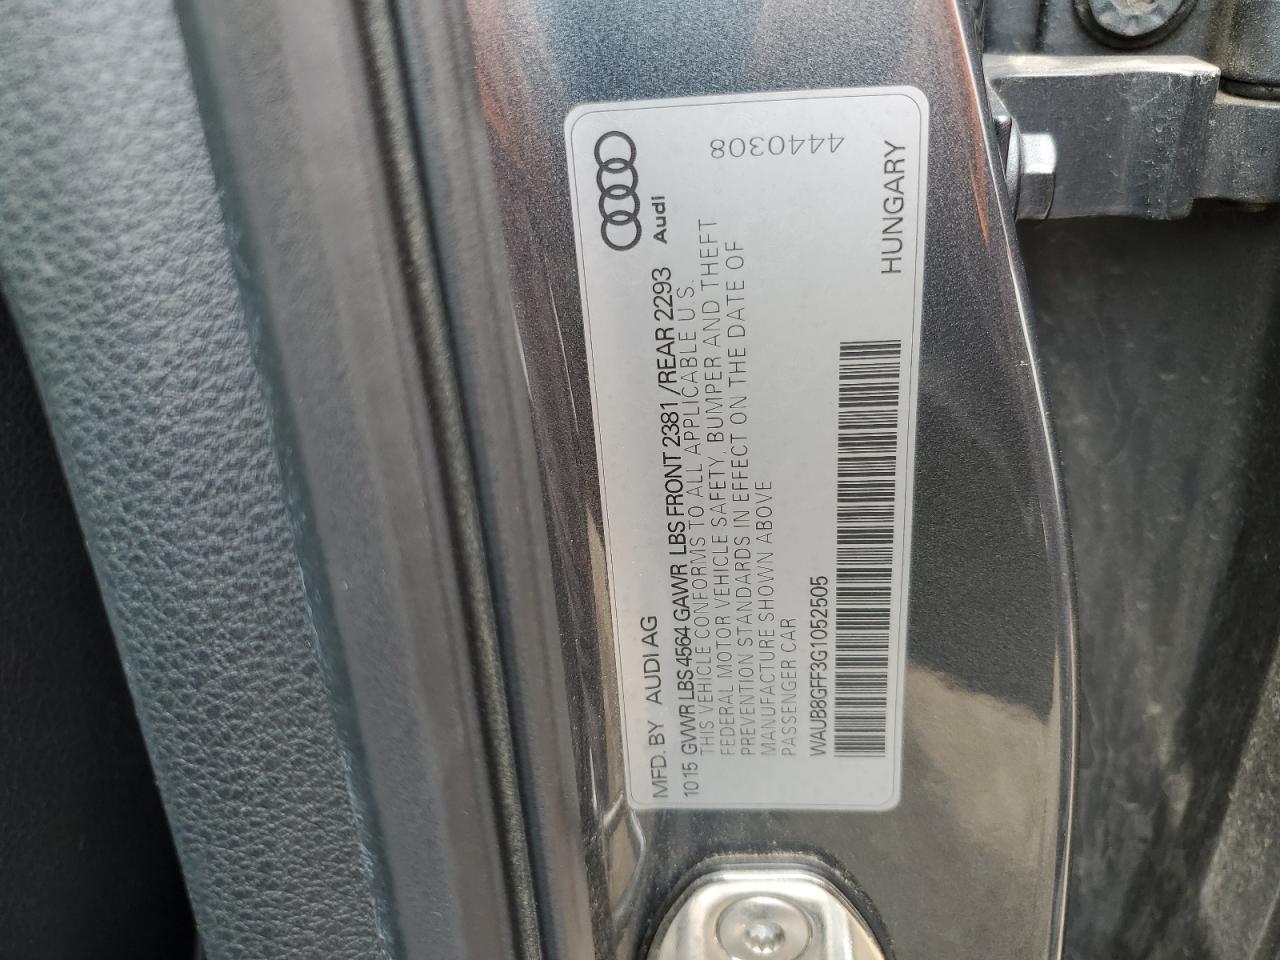 Audi
4440308
MFD. BY AUDI AG
1015 GVWR LBS 4564 GAWR LBS FRONT 2381/REAR 2293
THIS VEHICLE CONFORMS TO ALL APPLICABLE U.S.
FEDERAL MOTOR VEHICLE SAFETY, BUMPER AND THEFT
PREVENTION STANDARDS IN EFFECT ON THE DATE OF
MANUFACTURE SHOWN ABOVE
PASSENGER CAR
WAUB8GFF3G1052505
HUNGARY